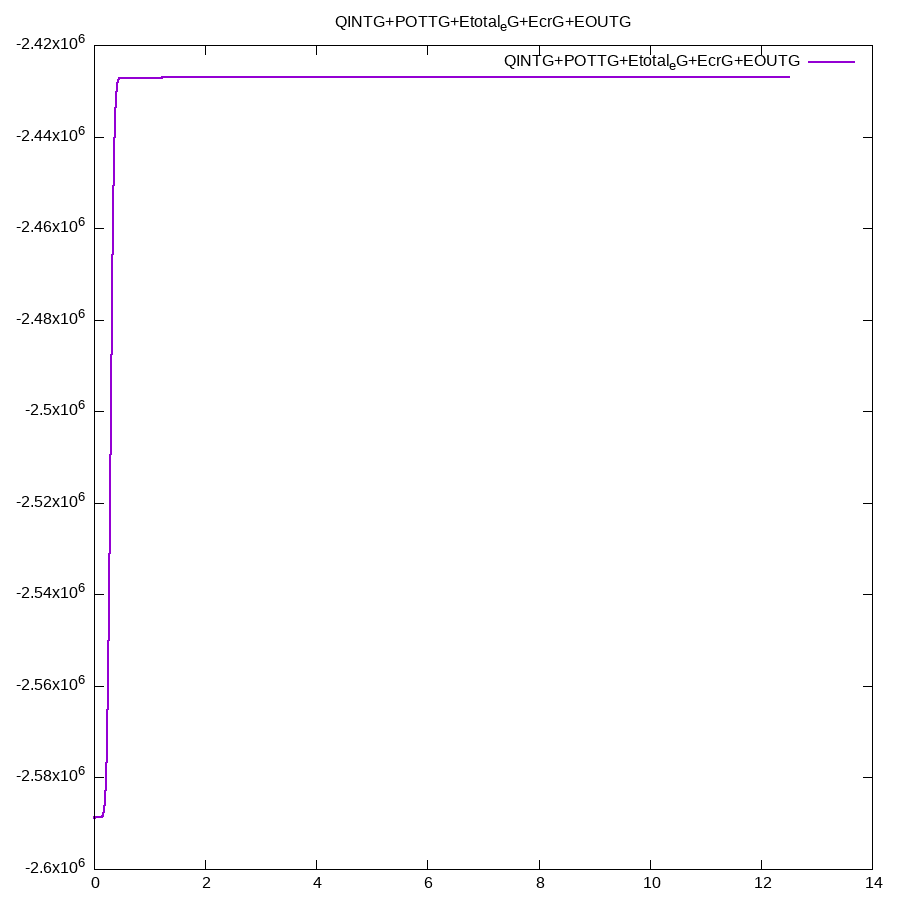 QINTG+POTTG+Etotal_eG+EcrG+EOUTG
-2.42x10^6
QINTG+POTTG+Etotal_eG+EcrG+EOUTG
-2.44x10^6
-2.46x10^6
-2.48x10^6
-2.5x10^6
-2.52x10^6
-2.54x10^6
-2.56x10^6
-2.58x10^6
-2.6x10^6
0 2 4 6 8 10 12 14